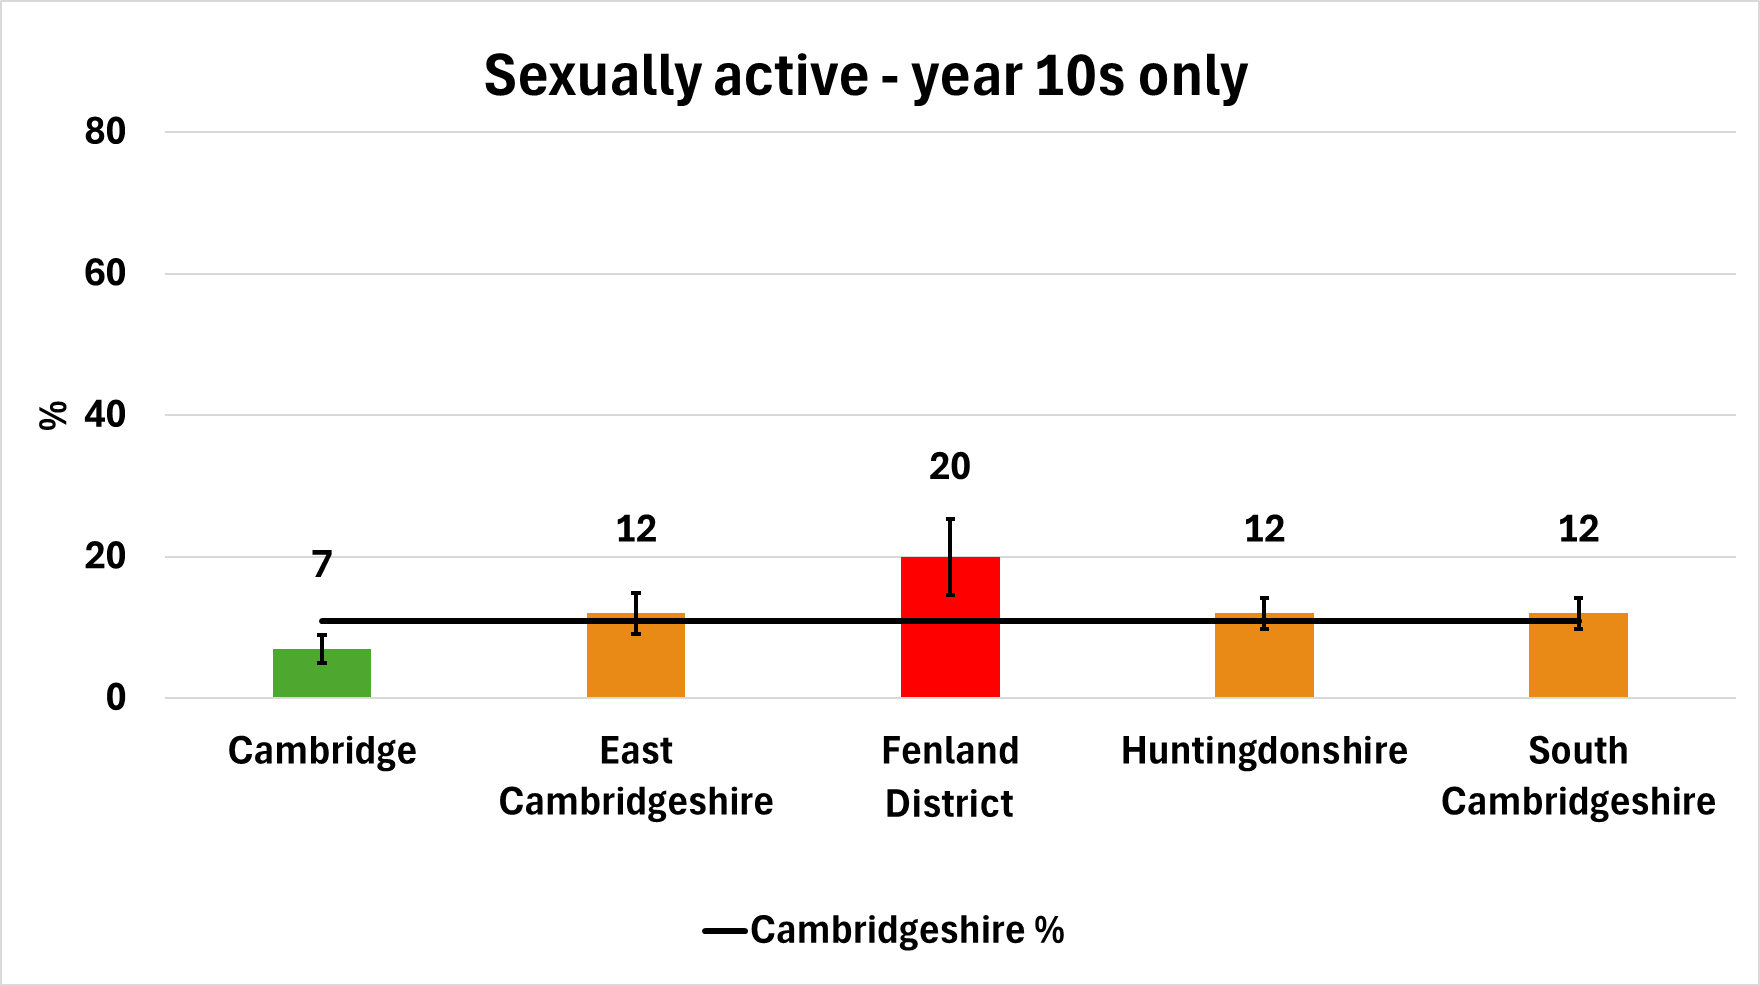 Sexually active - year 10s only
80
60
%
40
20
0
7
12
20
12
12
Cambridge
East
Cambridgeshire
Fenland
District
Huntingdonshire
South
Cambridgeshire
Cambridgeshire %